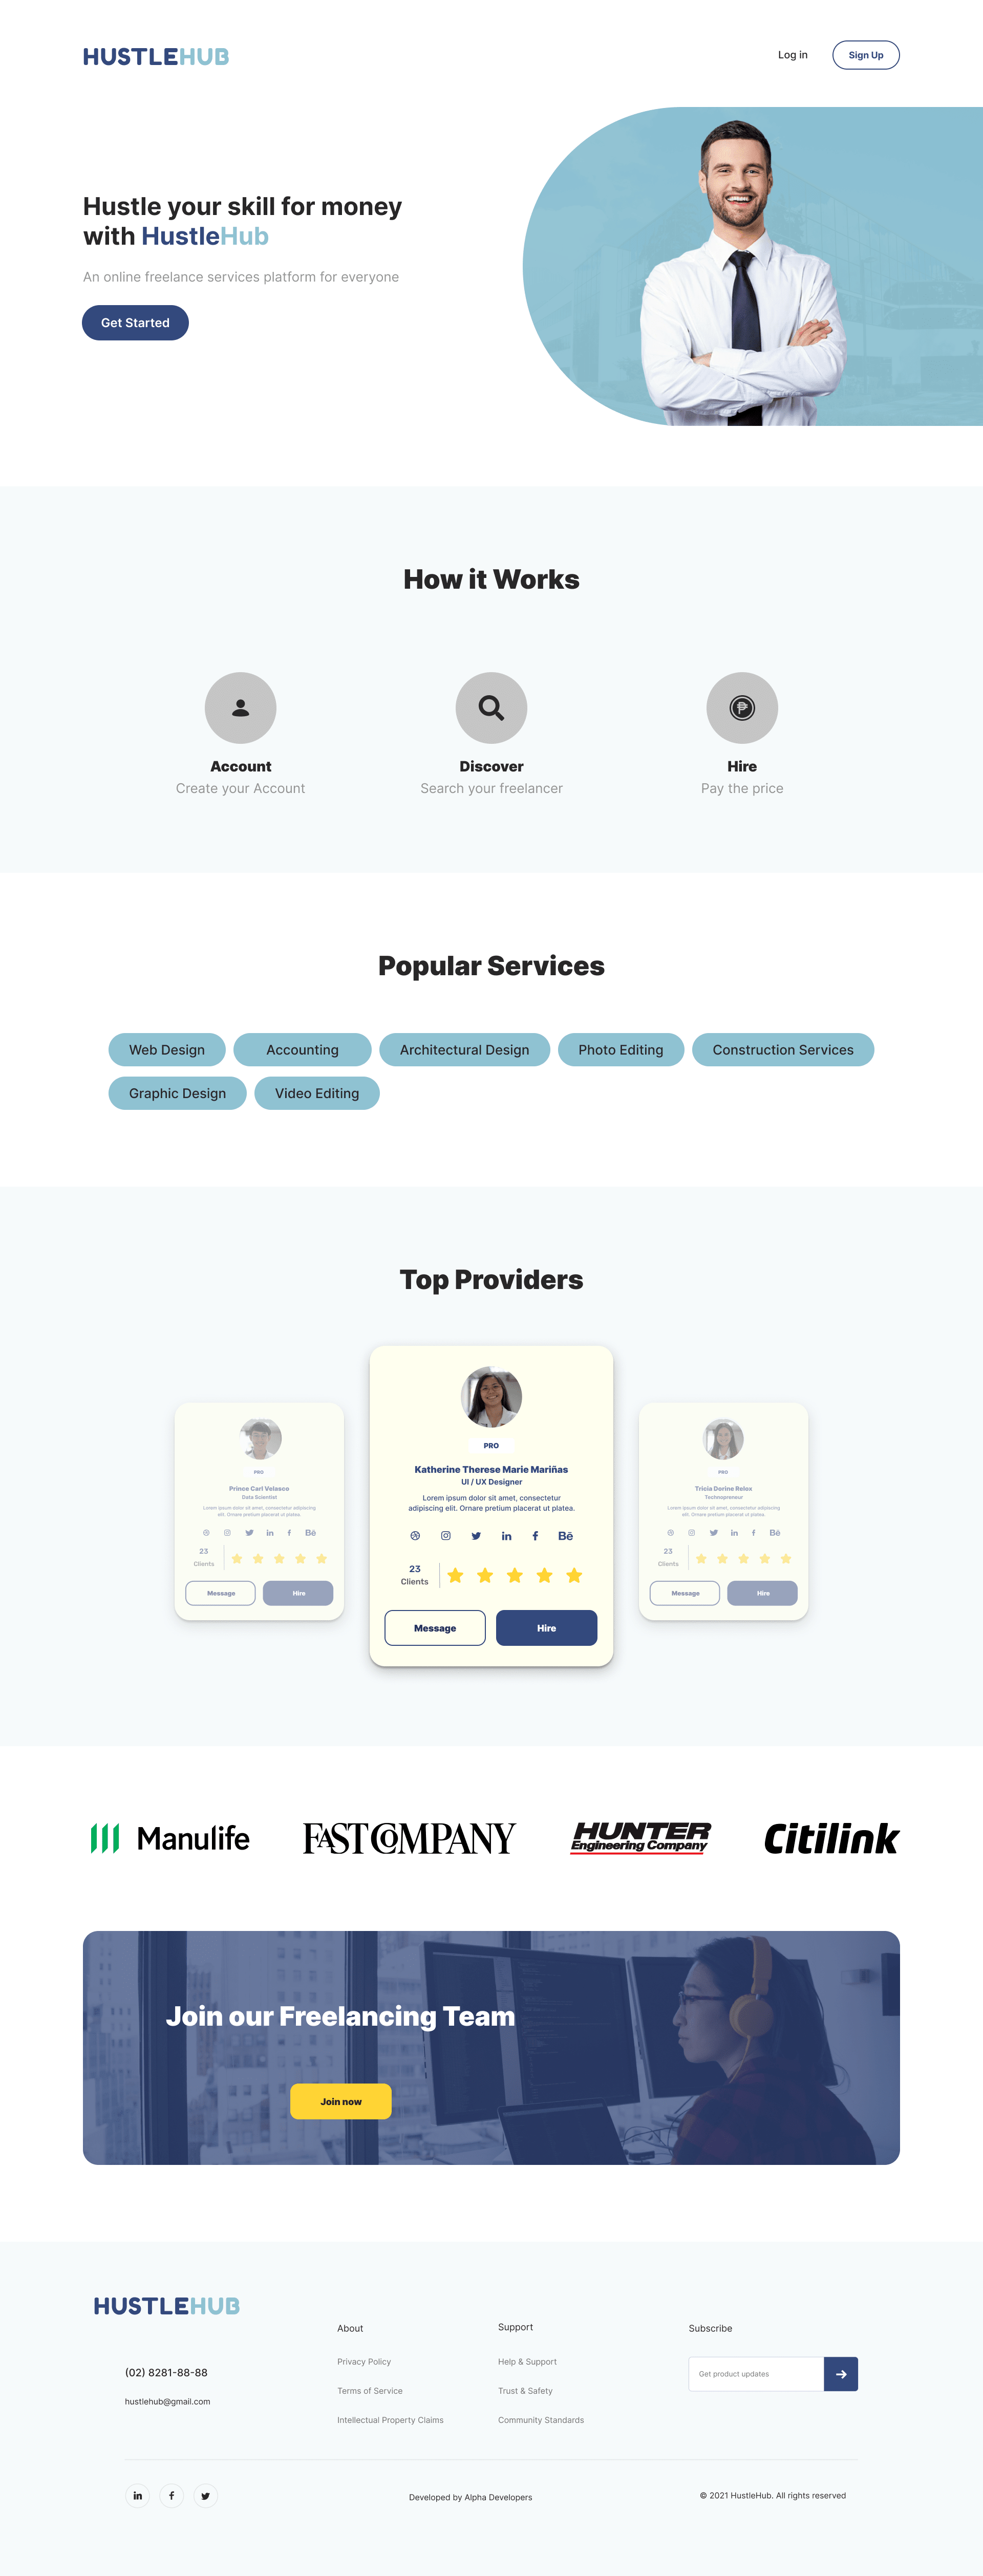 HUSTLEHUB
Log in
Sign Up
Hustle your skill for money
with HustleHub
An online freelance services platform for everyone
Get Started
How it Works
Account
Create your Account
Discover
Search your freelancer
Hire
Pay the price
Popular Services
Web Design
Accounting
Architectural Design
Photo Editing
Construction Services
Graphic Design
Video Editing
Top Providers
PRO
Prince Carl Velasco
Data Scientist
Lorem ipsum dolor sit amet, consectetur adipiscing
elit. Ornare pretium placerat ut platea.
23
Clients
Message
Hire
PRO
Katherine Therese Marie Mariñas
UI / UX Designer
Lorem ipsum dolor sit amet, consectetur
adipiscing elit. Ornare pretium placerat ut platea.
23
Clients
Message
Hire
PRO
Tricia Dorine Relox
Technopreneur
Lorem ipsum dolor sit amet, consectetur adipiscing
elit. Ornare pretium placerat ut platea.
23
Clients
Message
Hire
Manulife
FAST COMPANY
HUNTER
Engineering Company
Citilink
Join our Freelancing Team
Join now
HUSTLEHUB
(02) 8281-88-88
hustlehub@gmail.com
About
Privacy Policy
Terms of Service
Intellectual Property Claims
Support
Help & Support
Trust & Safety
Community Standards
Subscribe
Get product updates
Developed by Alpha Developers
© 2021 HustleHub. All rights reserved